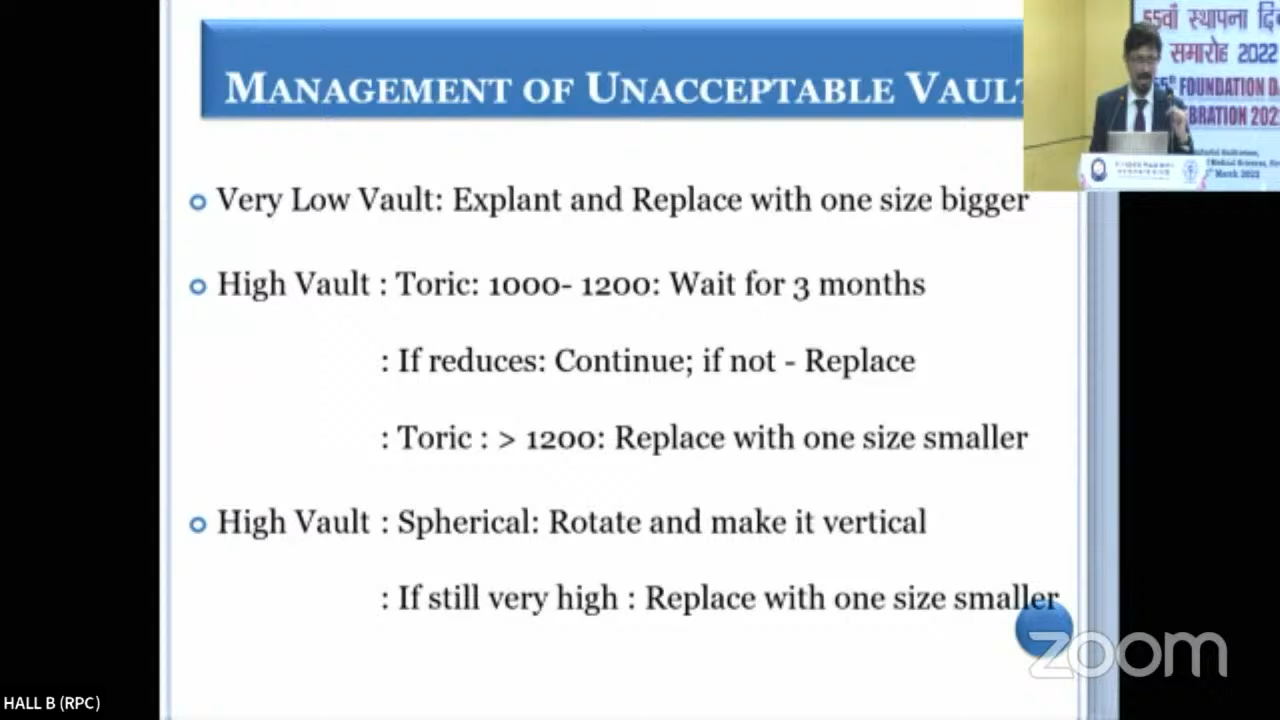 MANAGEMENT OF UNACCEPTABLE VAULT
Very Low Vault: Explant and Replace with one size bigger
High Vault : Toric: 1000- 1200: Wait for 3 months
: If reduces: Continue; if not - Replace
: Toric : > 1200: Replace with one size smaller
High Vault : Spherical: Rotate and make it vertical
: If still very high : Replace with one size smaller
55वां स्थापना
समारोह 2022
FOUNDATION
zoom
HALL B (RPC)